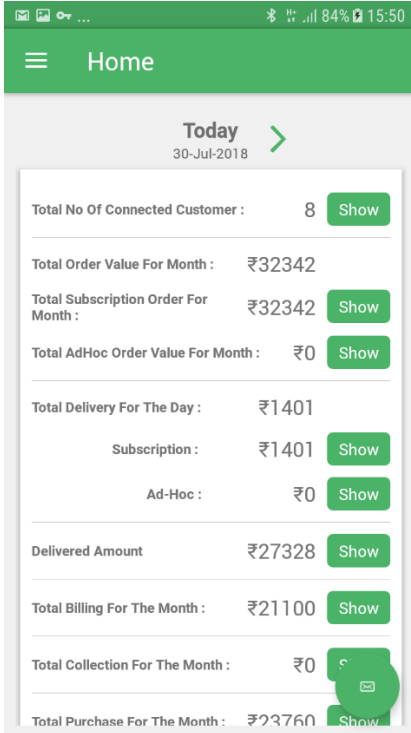 ... 84% 15:50
Home
Today
30-Jul-2018
Total No Of Connected Customer : 8 Show
Total Order Value For Month : ₹32342
Total Subscription Order For
Month : ₹32342 Show
Total AdHoc Order Value For Month : ₹0 Show
Total Delivery For The Day : ₹1401
Subscription : ₹1401 Show
Ad-Hoc : ₹0 Show
Delivered Amount ₹27328 Show
Total Billing For The Month : ₹21100 Show
Total Collection For The Month : ₹0
Total Purchase For The Month : ₹23760 Show